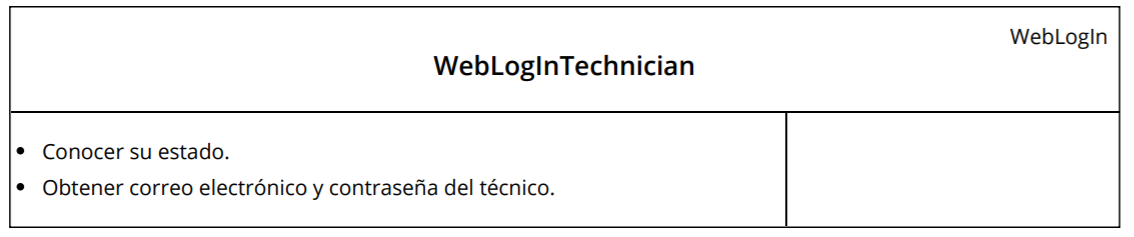 WebLogIn
WebLogInTechnician
Conocer su estado.
Obtener correo electrónico y contraseña del técnico.